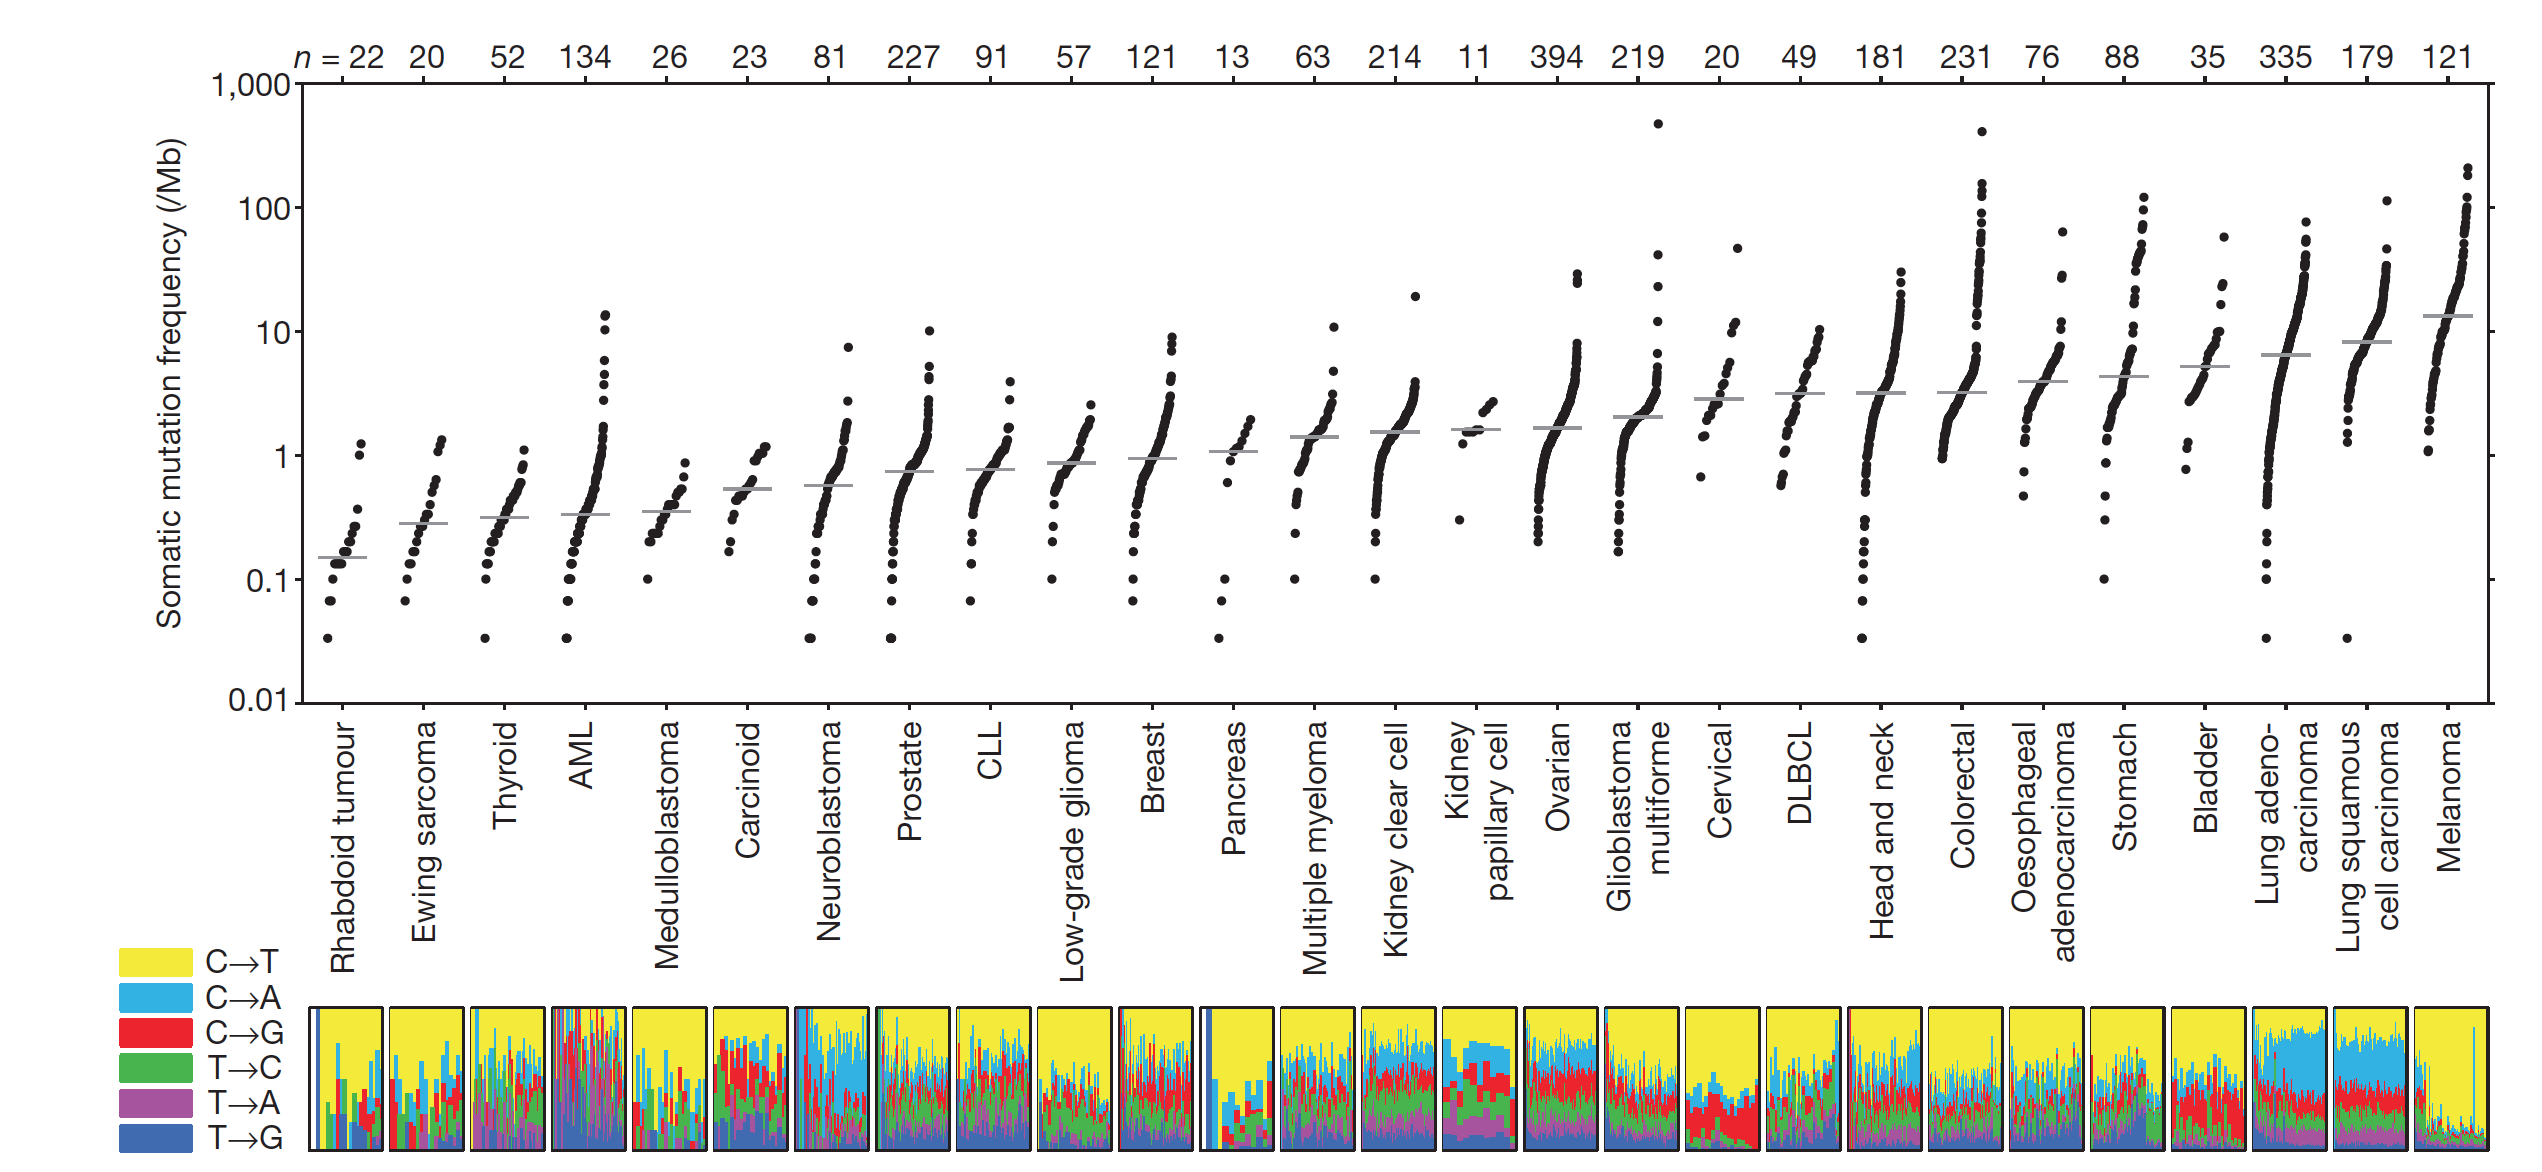 n = 22 20 52 134 26 23 81 227 91 57 121 13 63 214 11 394 219 20 49 181 231 76 88 35 335 179 121
1,000
100
10
1
0.1
0.01
Somatic mutation frequency (/Mb)
Rhabdoid tumour
Ewing sarcoma
Thyroid
AML
Medulloblastoma
Carcinoid
Neuroblastoma
Prostate
CLL
Low-grade glioma
Breast
Pancreas
Multiple myeloma
Kidney clear cell
Kidney
papillary cell
Ovarian
Glioblastoma
multiforme
Cervical
DLBCL
Head and neck
Colorectal
Oesophageal
adenocarcinoma
Stomach
Bladder
Lung adeno-
carcinoma
Lung squamous
cell carcinoma
Melanoma
C→T
C→A
C→G
T→C
T→A
T→G